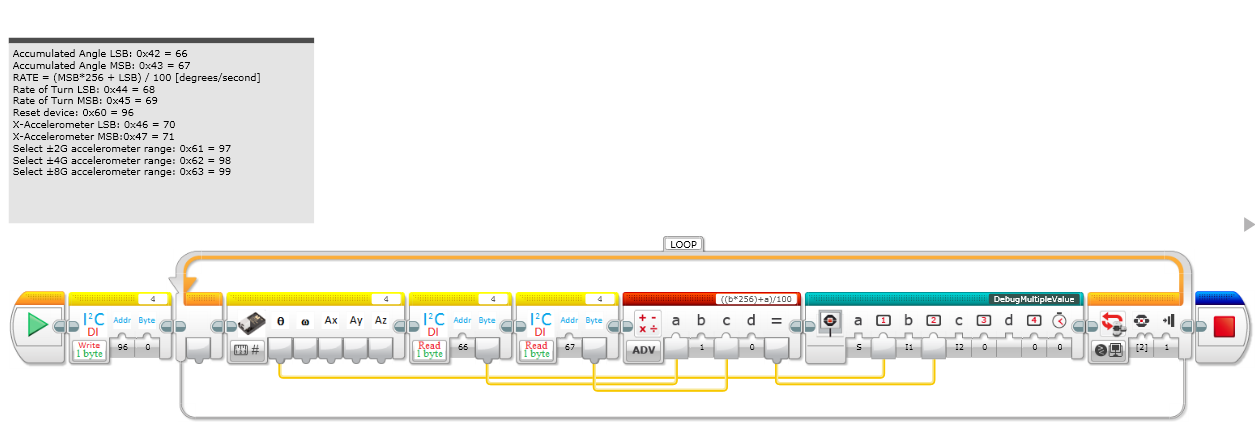 Accumulated Angle LSB: 0x42 = 66
Accumulated Angle MSB: 0x43 = 67
RATE = (MSB*256 + LSB) / 100 [degrees/second]
Rate of Turn LSB: 0x44 = 68
Rate of Turn MSB: 0x45 = 69
Reset device: 0x60 = 96
X-Accelerometer LSB: 0x46 = 70
X-Accelerometer MSB:0x47 = 71
Select ±2G accelerometer range: 0x61 = 97
Select ±4G accelerometer range: 0x62 = 98
Select ±8G accelerometer range: 0x63 = 99
LOOP
4 4 4 4 ((b*256)+a)/100 DebugMultipleValue
I²C Addr Byte θ ω Ax Ay Az I²C Addr Byte I²C Addr Byte + - a b c d = a 1 b 2 c 3 d 4
DI DI DI x ÷
Write 96 0 # Read 66 Read 67 ADV 1 0 S I1 I2 0 0 0 [2] 1
1 byte 1 byte 1 byte